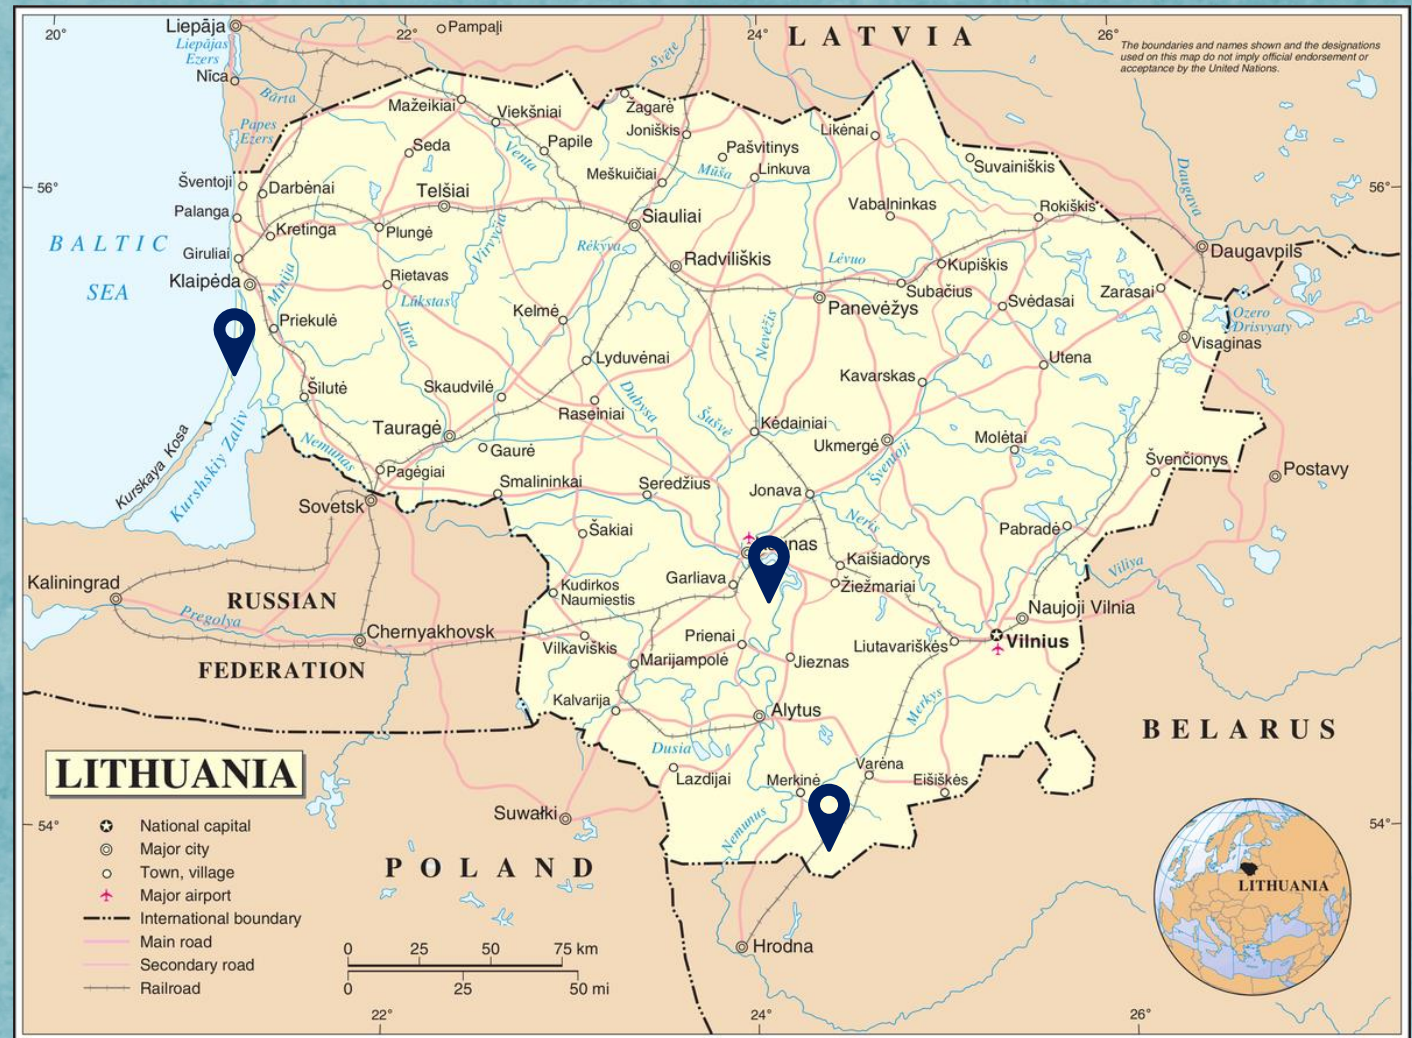 20°
Liepāja
22°
Pampaļi
24°
LATVIA
26°
The boundaries and names shown and the designations
used on this map do not imply official endorsement or
acceptance by the United Nations.
Liepājas
Ezers
Svēte
Nīca
Bārta
Mažeikiai
Viekšniai
Žagarė
Joniškis
Likėnai
Papes
Ezers
Seda
Venta
Papile
Pašvitinys
Suvainiškis
Daugava
56°
Šventoji
Darbėnai
Telšiai
Meškuičiai
Mūša
Linkuva
56°
Palanga
Kretinga
Plungė
Virvyčia
Siauliai
Vabalninkas
Rokiškis
BALTIC
SEA
Giruliai
Rėkyva
Radviliškis
Lėvuo
Kupiškis
Daugavpils
Klaipėda
Minija
Rietavas
Lūkstas
Subačius
Zarasai
Kelmė
Panevėžys
Svėdasai
Ozero
Drisvyaty
Priekulė
Jūra
Nevėžis
Visaginas
Lyduvėnai
Utena
Šilutė
Skaudvilė
Dubysa
Kavarskas
Raseiniai
Šušvė
Tauragė
Kėdainiai
Ukmergė
Molėtai
Kurskaya Kosa
Kurshskiy Zaliv
Nemunas
Gaurė
Šventoji
Švenčionys
Pagėgiai
Postavy
Smalininkai
Seredžius
Jonava
Sovetsk
Neris
Šakiai
Pabradė
Kaišiadorys
Viliya
Kaliningrad
Kudirkos
Naumiestis
Garliava
Žiežmariai
RUSSIAN
FEDERATION
Pregolya
Chernyakhovsk
Naujoji Vilnia
Vilkaviškis
Prienai
Liutavariškės
Vilnius
Marijampolė
Jieznas
Kalvarija
Alytus
Merkys
BELARUS
Dusia
LITHUANIA
Lazdijai
Merkinė
Varėna
Eišiškės
Suwałki
Nemunus
54°
54°
National capital
Major city
Town, village
Major airport
International boundary
Main road
Secondary road
Railroad
POLAND
LITHUANIA
0 25 50 75 km
0 25 50 mi
Hrodna
22°
24°
26°